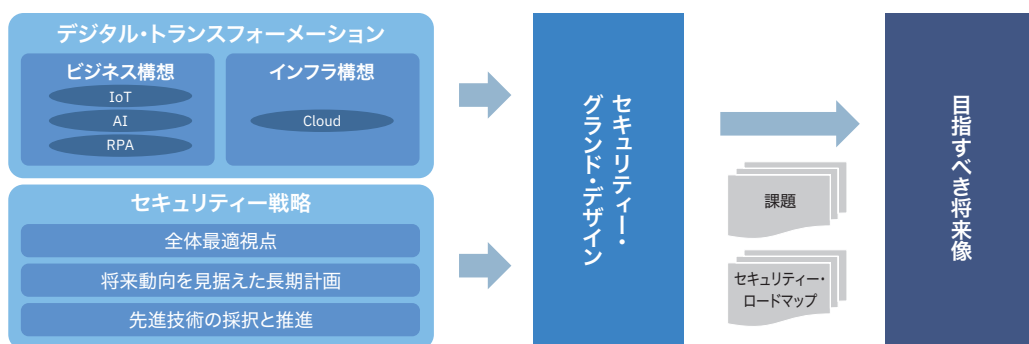 デジタル・トランスフォーメーション
ビジネス構想
IoT
AI
RPA
インフラ構想
Cloud
セキュリティー戦略
全体最適視点
将来動向を見据えた長期計画
先進技術の採択と推進
セキュリティー・
グランド・デザイン
課題
セキュリティー・
ロードマップ
目指すべき将来像